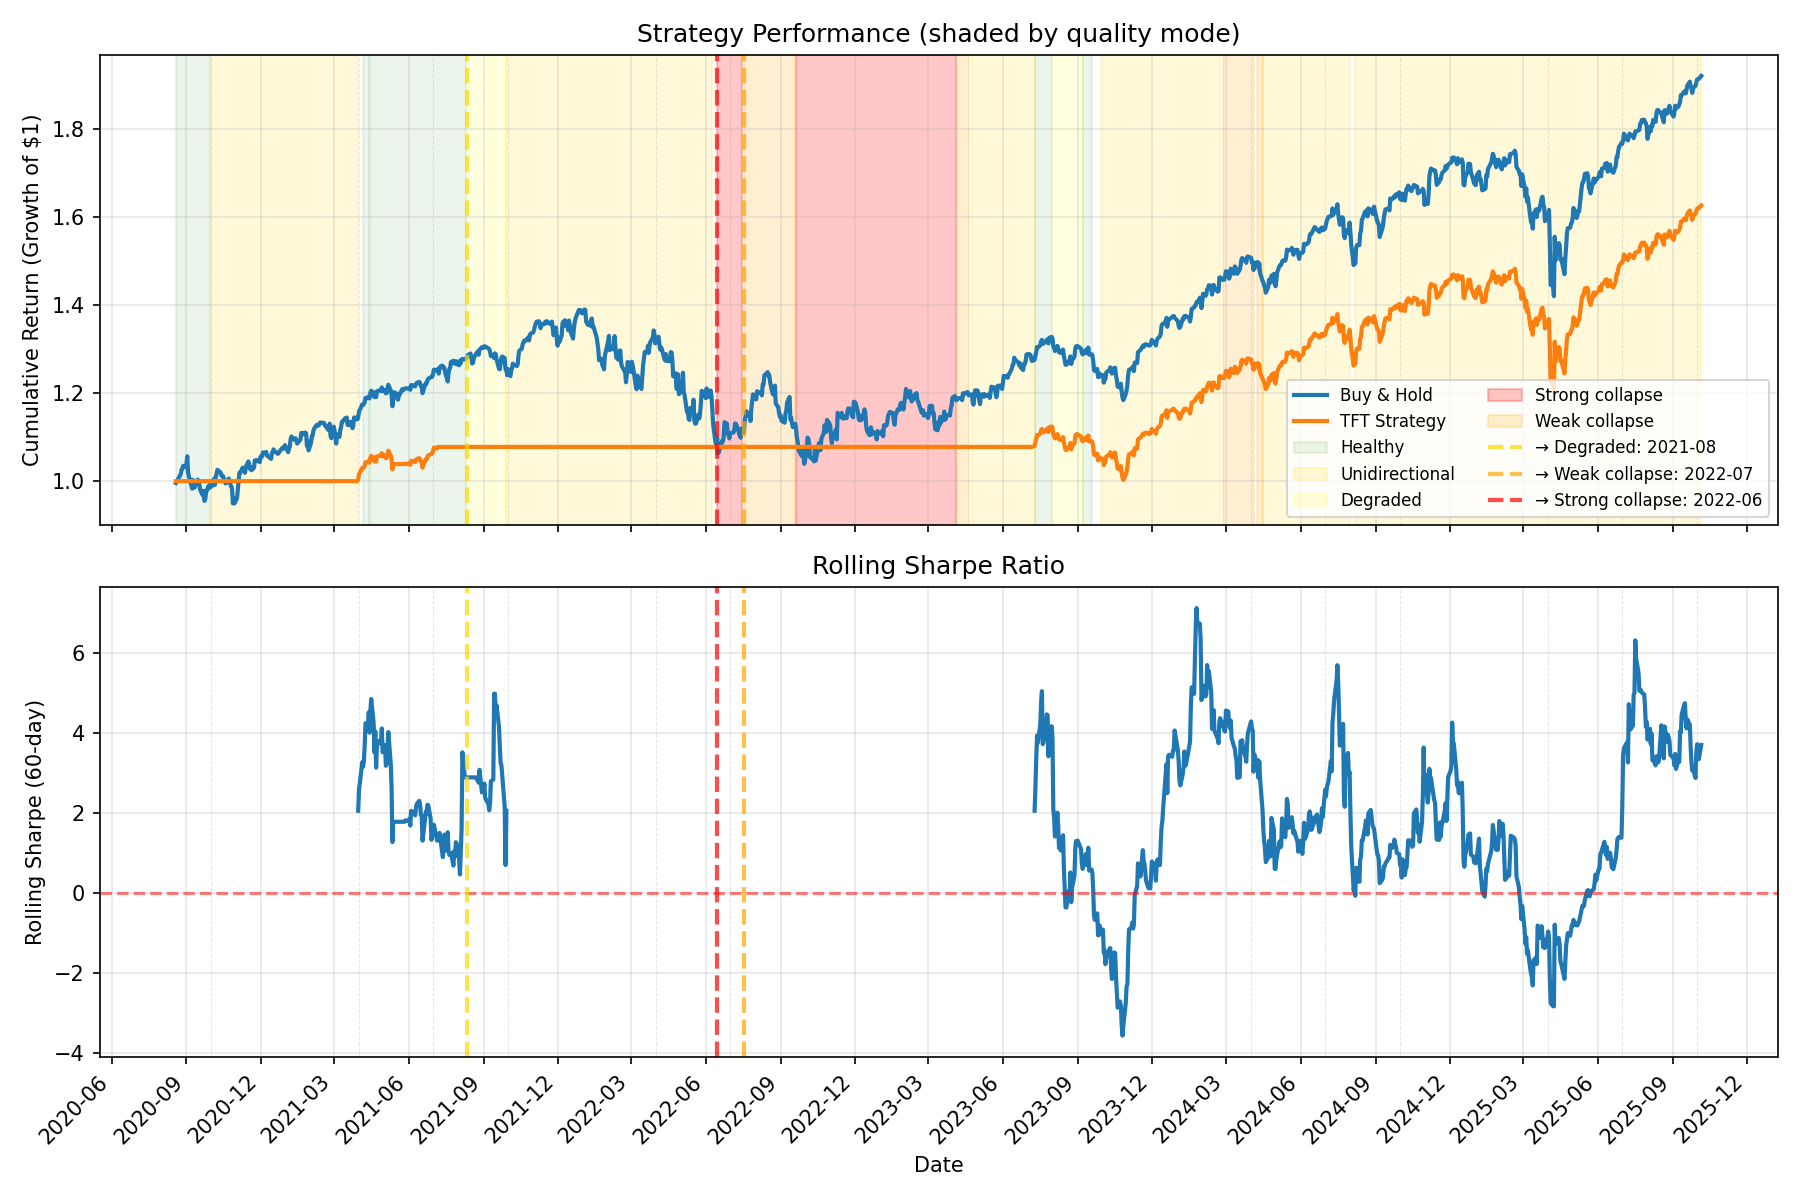 Strategy Performance (shaded by quality mode)
Cumulative Return (Growth of $1)
1.8
1.6
1.4
1.2
1.0
Buy & Hold
TFT Strategy
Healthy
Unidirectional
Degraded
Strong collapse
Weak collapse
→ Degraded: 2021-08
→ Weak collapse: 2022-07
→ Strong collapse: 2022-06
Rolling Sharpe Ratio
Rolling Sharpe (60-day)
6
4
2
0
−2
−4
2020-06
2020-09
2020-12
2021-03
2021-06
2021-09
2021-12
2022-03
2022-06
2022-09
2022-12
2023-03
2023-06
2023-09
2023-12
2024-03
2024-06
2024-09
2024-12
2025-03
2025-06
2025-09
2025-12
Date